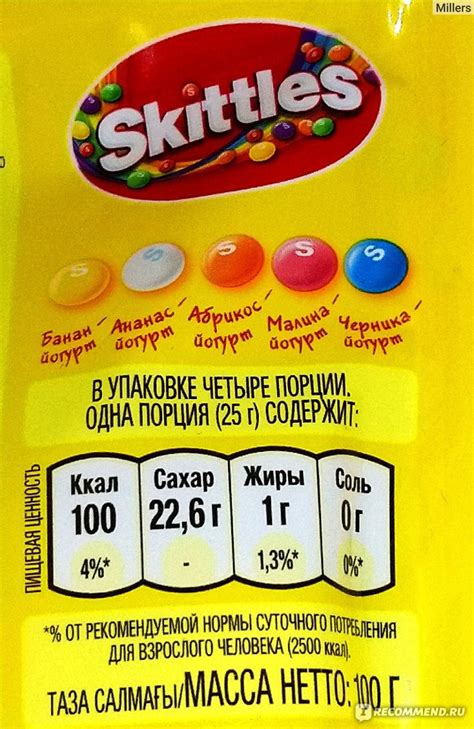 Millers
Skittles
Банан- Ананас- Абрикос- Малина- Черника-
йогурт йогурт йогурт йогурт йогурт
В УПАКОВКЕ ЧЕТЫРЕ ПОРЦИИ.
ОДНА ПОРЦИЯ (25 г) СОДЕРЖИТ:
ПИЩЕВАЯ ЦЕННОСТЬ
Ккал Сахар Жиры Соль
100 22,6 г 1 г 0 г
4%* - 1,3%* 0%*
*% ОТ РЕКОМЕНДУЕМОЙ НОРМЫ СУТОЧНОГО ПОТРЕБЛЕНИЯ
ДЛЯ ВЗРОСЛОГО ЧЕЛОВЕКА (2500 ккал).
ТАЗА САЛМАҒЫ/МАССА НЕТТО: 100 Г
IRECOMMEND.RU